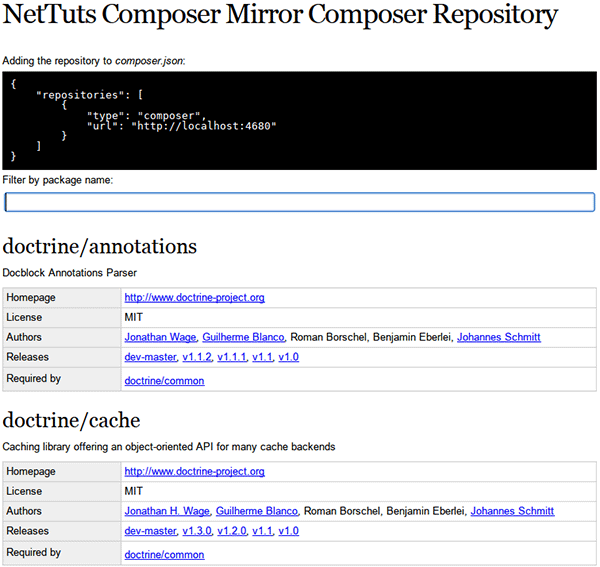 NetTuts Composer Mirror Composer Repository
Adding the repository to composer.json:
{
    "repositories": [
        {
            "type": "composer",
            "url": "http://localhost:4680"
        }
    ]
}
Filter by package name:
doctrine/annotations
Docblock Annotations Parser
Homepage http://www.doctrine-project.org
License MIT
Authors Jonathan Wage, Guilherme Blanco, Roman Borschel, Benjamin Eberlei, Johannes Schmitt
Releases dev-master, v1.1.2, v1.1.1, v1.1, v1.0
Required by doctrine/common
doctrine/cache
Caching library offering an object-oriented API for many cache backends
Homepage http://www.doctrine-project.org
License MIT
Authors Jonathan H. Wage, Guilherme Blanco, Roman Borschel, Benjamin Eberlei, Johannes Schmitt
Releases dev-master, v1.3.0, v1.2.0, v1.1, v1.0
Required by doctrine/common